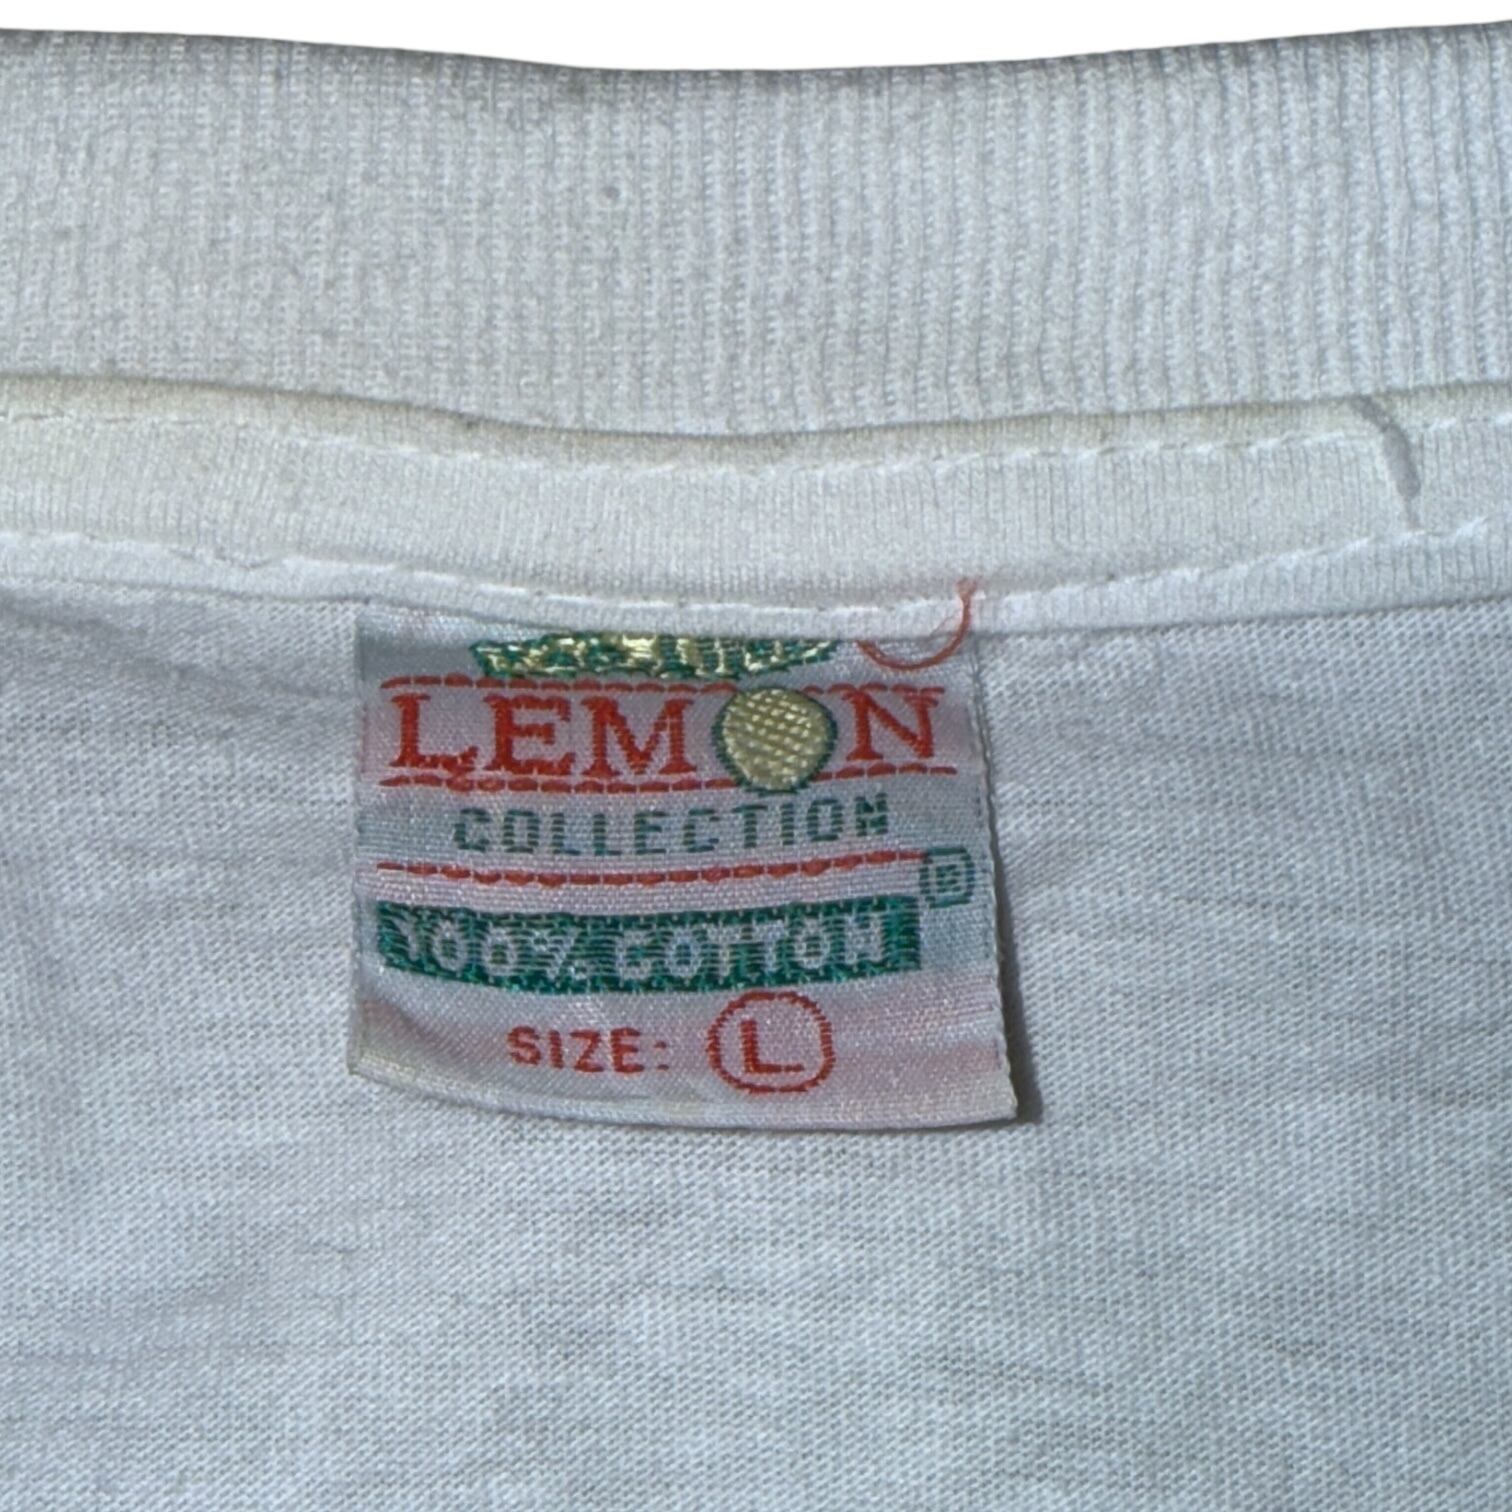 LEMON
COLLECTION
®
100% COTTON
SIZE: L